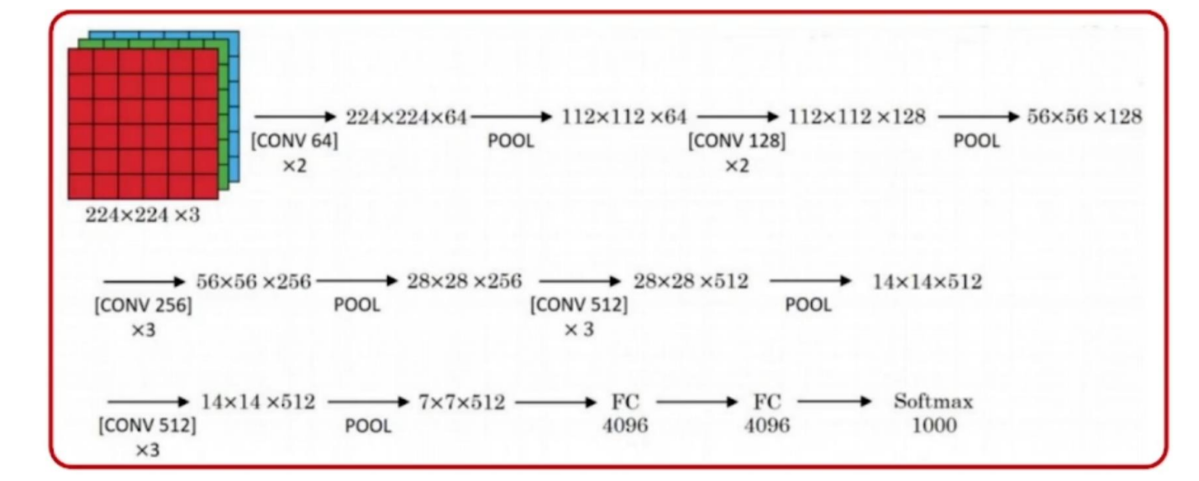 224×224×64 112×112 ×64 112×112 ×128 56×56 ×128
[CONV 64] POOL [CONV 128] POOL
×2 ×2
224×224 ×3
56×56 ×256 28×28 ×256 28×28 ×512 14×14×512
[CONV 256] POOL [CONV 512] POOL
×3 × 3
14×14 ×512 7×7×512 FC FC Softmax
[CONV 512] POOL 4096 4096 1000
×3